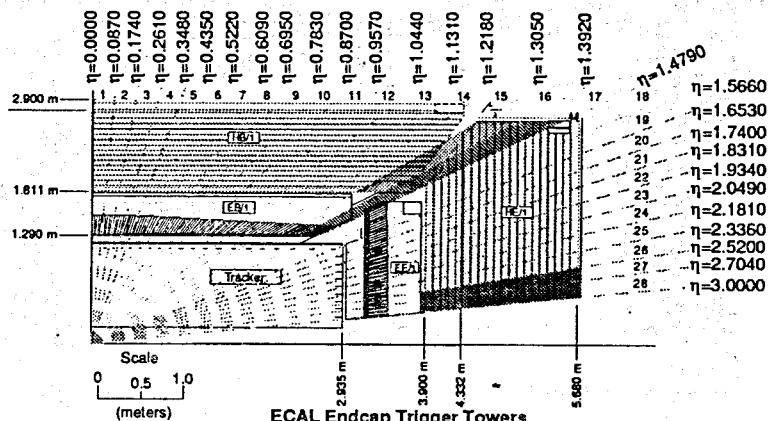 η=0.0000
η=0.0870
η=0.1740
η=0.2610
η=0.3480
η=0.4350
η=0.5220
η=0.6090
η=0.6950
η=0.7830
η=0.8700
η=0.9570
η=1.0440
η=1.1310
η=1.2180
η=1.3050
η=1.3920
η=1.4790
η=1.5660
η=1.6530
η=1.7400
η=1.8310
η=1.9340
η=2.0490
η=2.1810
η=2.3360
η=2.5200
η=2.7040
η=3.0000
2.900 m
1 2 3 4 5 6 7 8 9 10 11 12 13 14 15 16 17 18
19
20
21
22
23
24
25
26
27
28
HB/1
1.811 m
EB/1
HE/1
1.290 m
Tracker
EE/1
Scale
0 0.5 1.0
(meters)
2.935 m
3.900 m
4.332 m
5.680 m
ECAL Endcap Trigger Towers